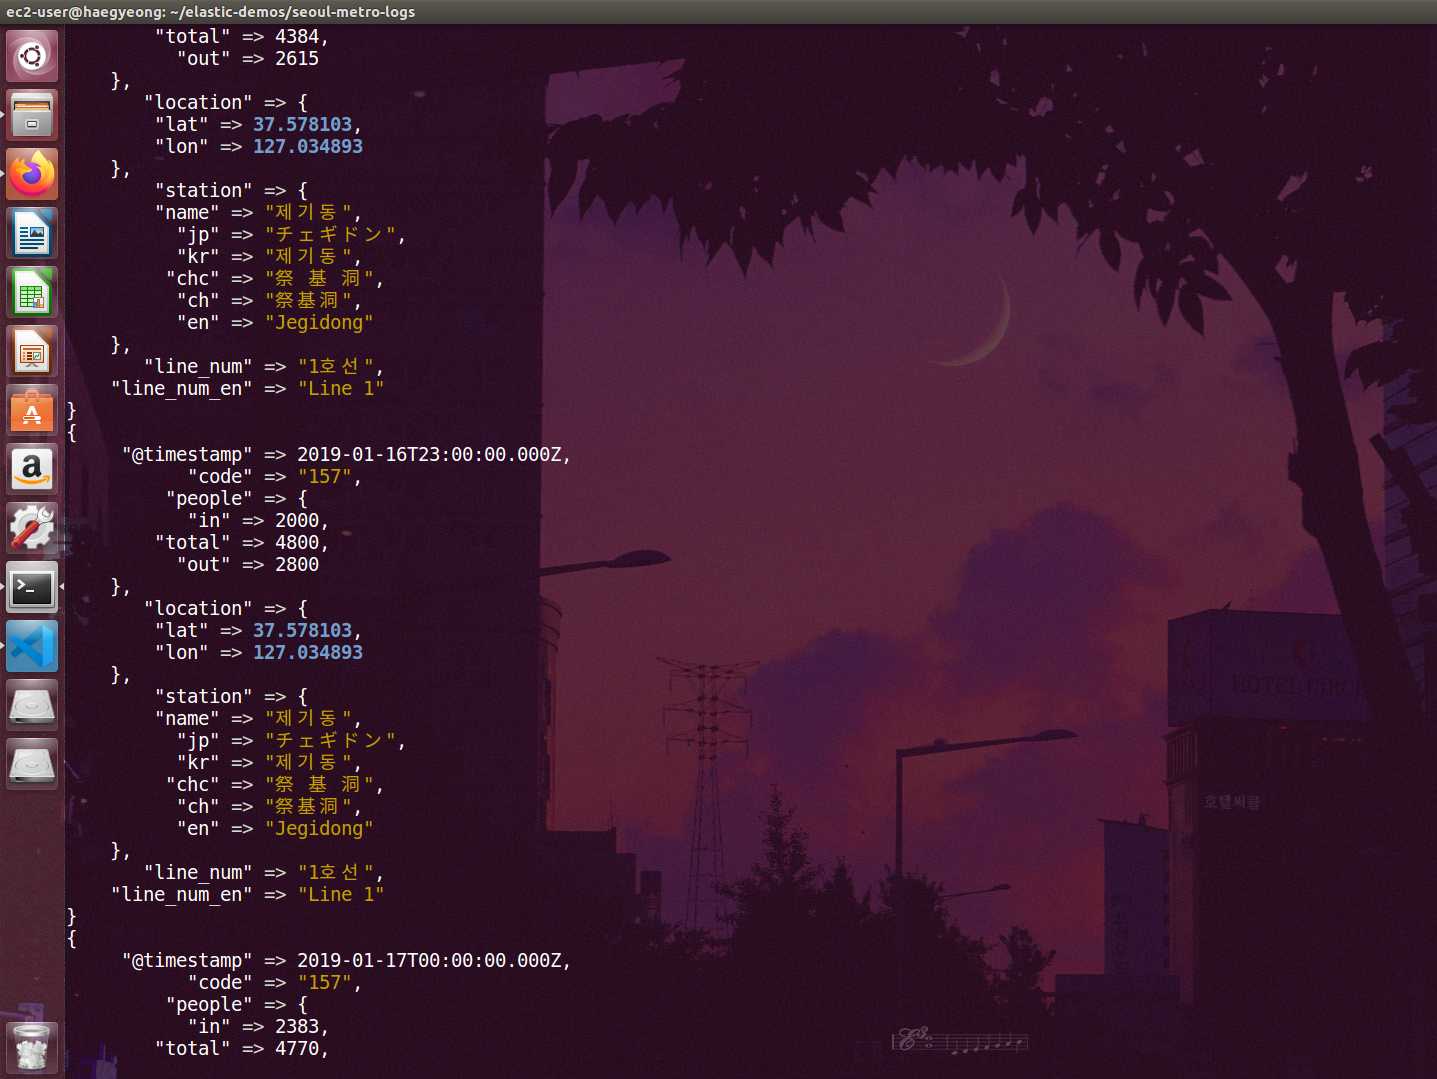 ec2-user@haegyeong: ~/elastic-demos/seoul-metro-logs
"total" => 4384,
"out" => 2615
},
"location" => {
"lat" => 37.578103,
"lon" => 127.034893
},
"station" => {
"name" => "제기동",
"jp" => "チェギドン",
"kr" => "제기동",
"chc" => "祭 基 洞",
"ch" => "祭基洞",
"en" => "Jegidong"
},
"line_num" => "1호선",
"line_num_en" => "Line 1"
}
{
"@timestamp" => 2019-01-16T23:00:00.000Z,
"code" => "157",
"people" => {
"in" => 2000,
"total" => 4800,
"out" => 2800
},
"location" => {
"lat" => 37.578103,
"lon" => 127.034893
},
"station" => {
"name" => "제기동",
"jp" => "チェギドン",
"kr" => "제기동",
"chc" => "祭 基 洞",
"ch" => "祭基洞",
"en" => "Jegidong"
},
"line_num" => "1호선",
"line_num_en" => "Line 1"
}
{
"@timestamp" => 2019-01-17T00:00:00.000Z,
"code" => "157",
"people" => {
"in" => 2383,
"total" => 4770,
HOTEL
호텔써클